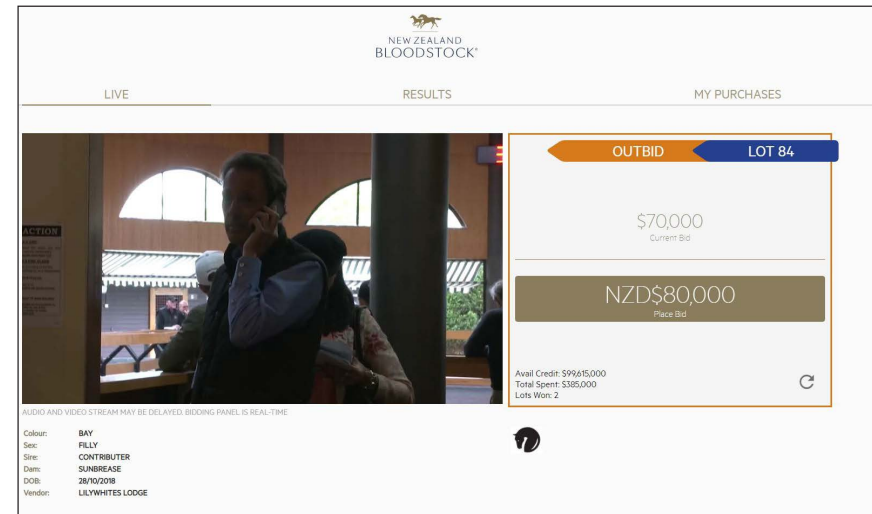 NEW ZEALAND
BLOODSTOCK®
LIVE
RESULTS
MY PURCHASES
OUTBID
LOT 84
$70,000
Current Bid
NZD$80,000
Place Bid
Avail Credit: $99,615,000
Total Spent: $385,000
Lots Won: 2
ACTION
AUDIO AND VIDEO STREAM MAY BE DELAYED. BIDDING PANEL IS REAL-TIME
Colour: BAY
Sex: FILLY
Sire: CONTRIBUTER
Dam: SUNBREASE
DOB: 28/10/2018
Vendor: LILYWHITES LODGE